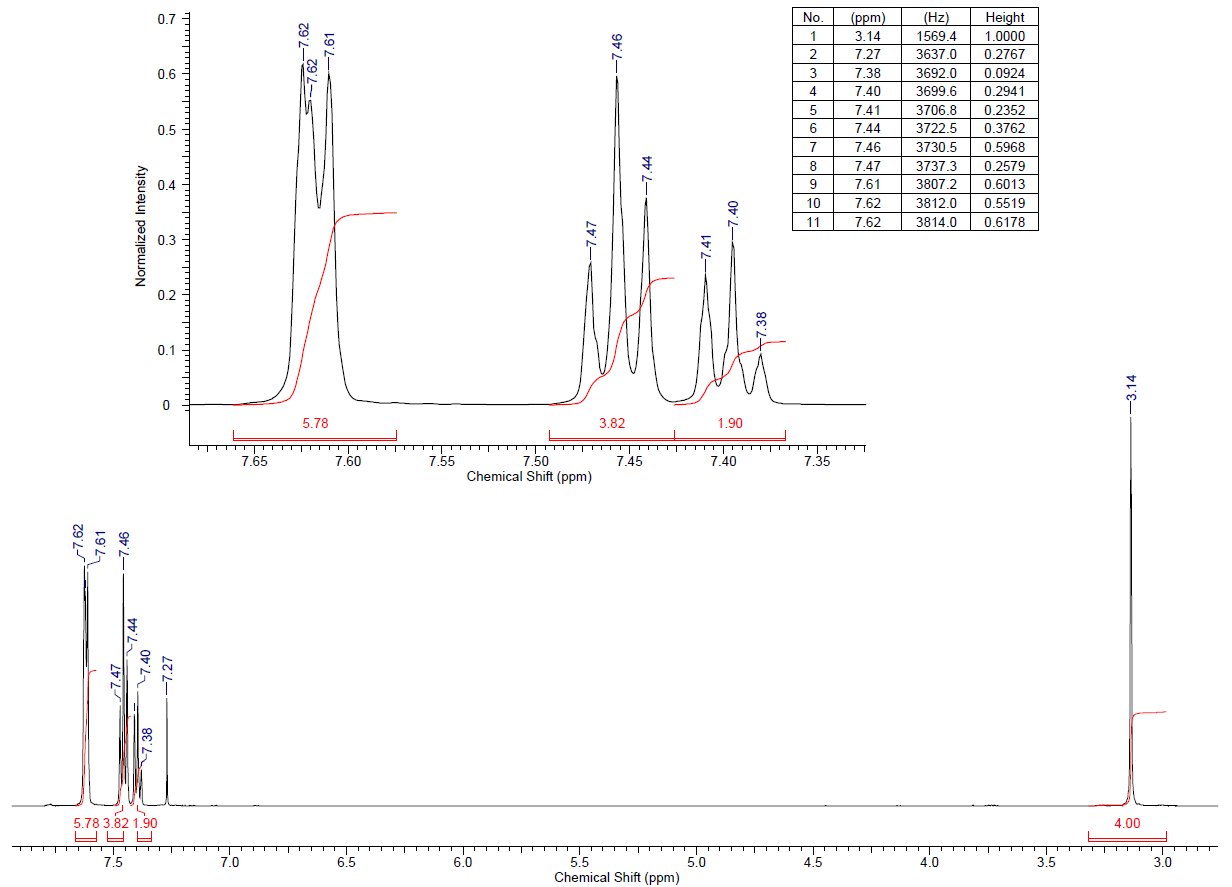 No. (ppm) (Hz) Height
1 3.14 1569.4 1.0000
2 7.27 3637.0 0.2767
3 7.38 3692.0 0.0924
4 7.40 3699.6 0.2941
5 7.41 3706.8 0.2352
6 7.44 3722.5 0.3762
7 7.46 3730.5 0.5968
8 7.47 3737.3 0.2579
9 7.61 3807.2 0.6013
10 7.62 3812.0 0.5519
11 7.62 3814.0 0.6178
0.7
0.6
0.5
0.4
0.3
0.2
0.1
0
Normalized Intensity
7.62
7.62
7.61
7.47
7.46
7.44
7.41
7.40
7.38
5.78 3.82 1.90
7.65 7.60 7.55 7.50 7.45 7.40 7.35
Chemical Shift (ppm)
7.62
7.61
7.47
7.46
7.44
7.40
7.38
7.27
3.14
5.78 3.82 1.90 4.00
7.5 7.0 6.5 6.0 5.5 5.0 4.5 4.0 3.5 3.0
Chemical Shift (ppm)